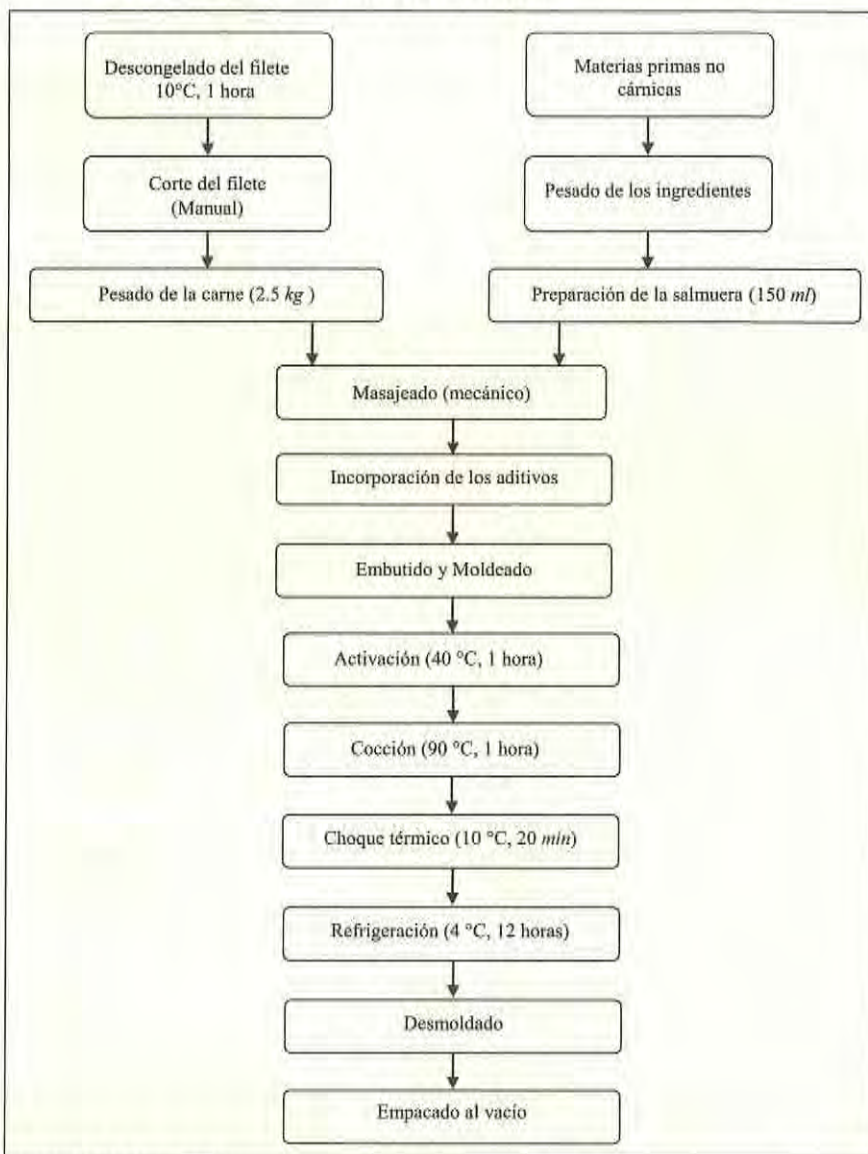 Descongelado del filete
10°C, 1 hora
Materias primas no
cárnicas
Corte del filete
(Manual)
Pesado de los ingredientes
Pesado de la carne (2.5 kg )
Preparación de la salmuera (150 ml)
Masajeado (mecánico)
Incorporación de los aditivos
Embutido y Moldeado
Activación (40 °C, 1 hora)
Cocción (90 °C, 1 hora)
Choque térmico (10 °C, 20 min)
Refrigeración (4 °C, 12 horas)
Desmoldado
Empacado al vacío